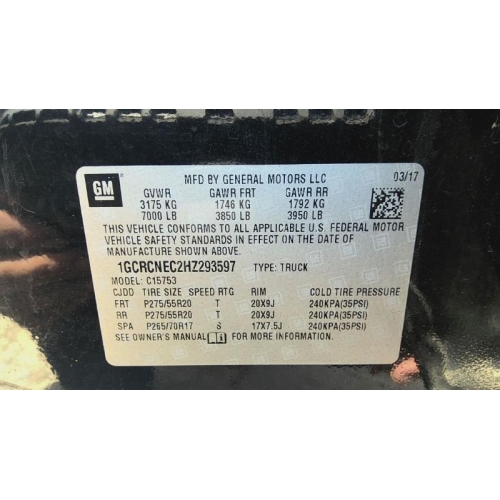 MFD BY GENERAL MOTORS LLC 03/17
GM
GVWR GAWR FRT GAWR RR
3175 KG 1746 KG 1792 KG
7000 LB 3850 LB 3950 LB
THIS VEHICLE CONFORMS TO ALL APPLICABLE U.S. FEDERAL MOTOR
VEHICLE SAFETY STANDARDS IN EFFECT ON THE DATE OF
MANUFACTURE SHOWN ABOVE.
1GCRCNEC2HZ293597 TYPE: TRUCK
MODEL: C15753
CJDD TIRE SIZE SPEED RTG RIM COLD TIRE PRESSURE
FRT P275/55R20 T 20X9J 240KPA(35PSI)
RR P275/55R20 T 20X9J 240KPA(35PSI)
SPA P265/70R17 S 17X7.5J 240KPA(35PSI)
SEE OWNER'S MANUAL FOR MORE INFORMATION.